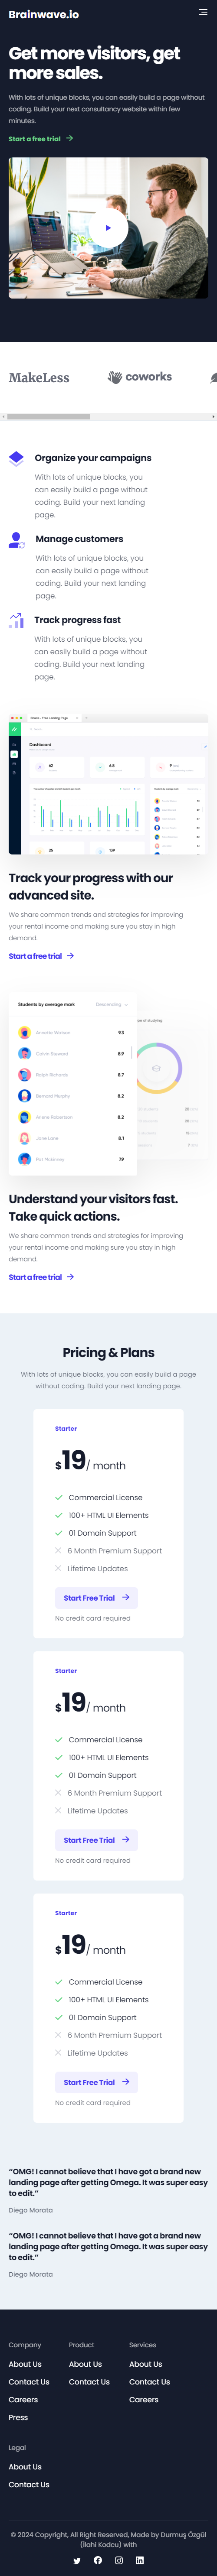 Brainwave.io
Get more visitors, get
more sales.
With lots of unique blocks, you can easily build a page without
coding. Build your next consultancy website within few
minutes.
Start a free trial
MakeLess
coworks
Organize your campaigns
With lots of unique blocks, you
can easily build a page without
coding. Build your next landing
page.
Manage customers
With lots of unique blocks, you
can easily build a page without
coding. Build your next landing
page.
Track progress fast
With lots of unique blocks, you
can easily build a page without
coding. Build your next landing
page.
Dashboard
Track your progress with our
advanced site.
We share common trends and strategies for improving
your rental income and making sure you stay in high
demand.
Start a free trial
Students by average mark
Descending
9.3
8.9
Ralph Richards
8.7
Bernard Murphy
8.2
Arlene Robertson
8.2
Jane Lane
8.1
Pat Mckinney
7.9
of studying
Understand your visitors fast.
Take quick actions.
We share common trends and strategies for improving
your rental income and making sure you stay in high
demand.
Start a free trial
Pricing & Plans
With lots of unique blocks, you can easily build a page
without coding. Build your next landing page.
Starter
$19/ month
Commercial License
100+ HTML UI Elements
01 Domain Support
6 Month Premium Support
Lifetime Updates
Start Free Trial
No credit card required
Starter
$19/ month
Commercial License
100+ HTML UI Elements
01 Domain Support
6 Month Premium Support
Lifetime Updates
Start Free Trial
No credit card required
Starter
$19/ month
Commercial License
100+ HTML UI Elements
01 Domain Support
6 Month Premium Support
Lifetime Updates
Start Free Trial
No credit card required
“OMG! I cannot believe that I have got a brand new
landing page after getting Omega. It was super easy
to edit.”
Diego Morata
“OMG! I cannot believe that I have got a brand new
landing page after getting Omega. It was super easy
to edit.”
Diego Morata
Company
About Us
Contact Us
Careers
Press
Product
About Us
Contact Us
Services
About Us
Contact Us
Careers
Legal
About Us
Contact Us
© 2024 Copyright, All Right Reserved, Made by Durmuş Özgül
(İlahi Kodcu) with